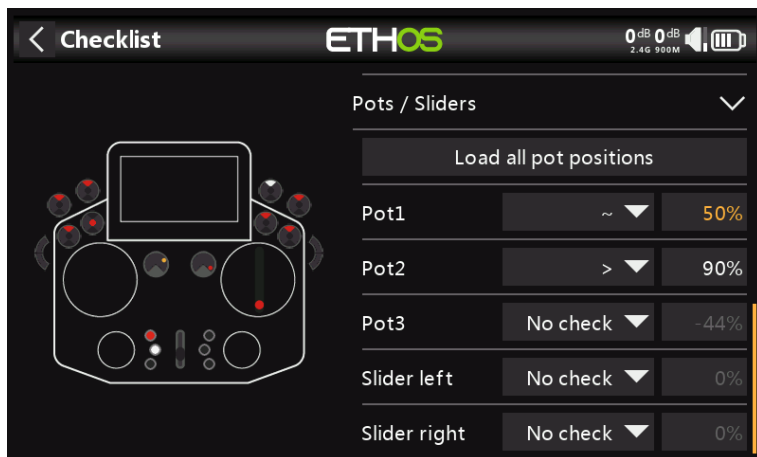 Checklist
ETHOS
0dB 0dB
2.4G 900M
Pots / Sliders
Load all pot positions
Pot1 ~ 50%
Pot2 > 90%
Pot3 No check -44%
Slider left No check 0%
Slider right No check 0%